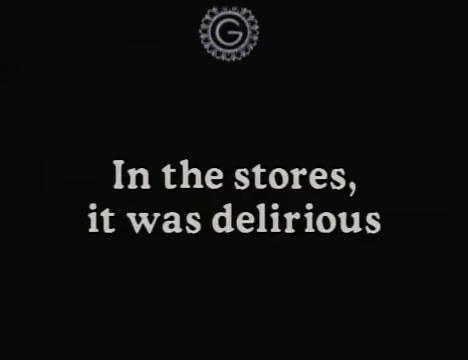 G
In the stores,
it was delirious